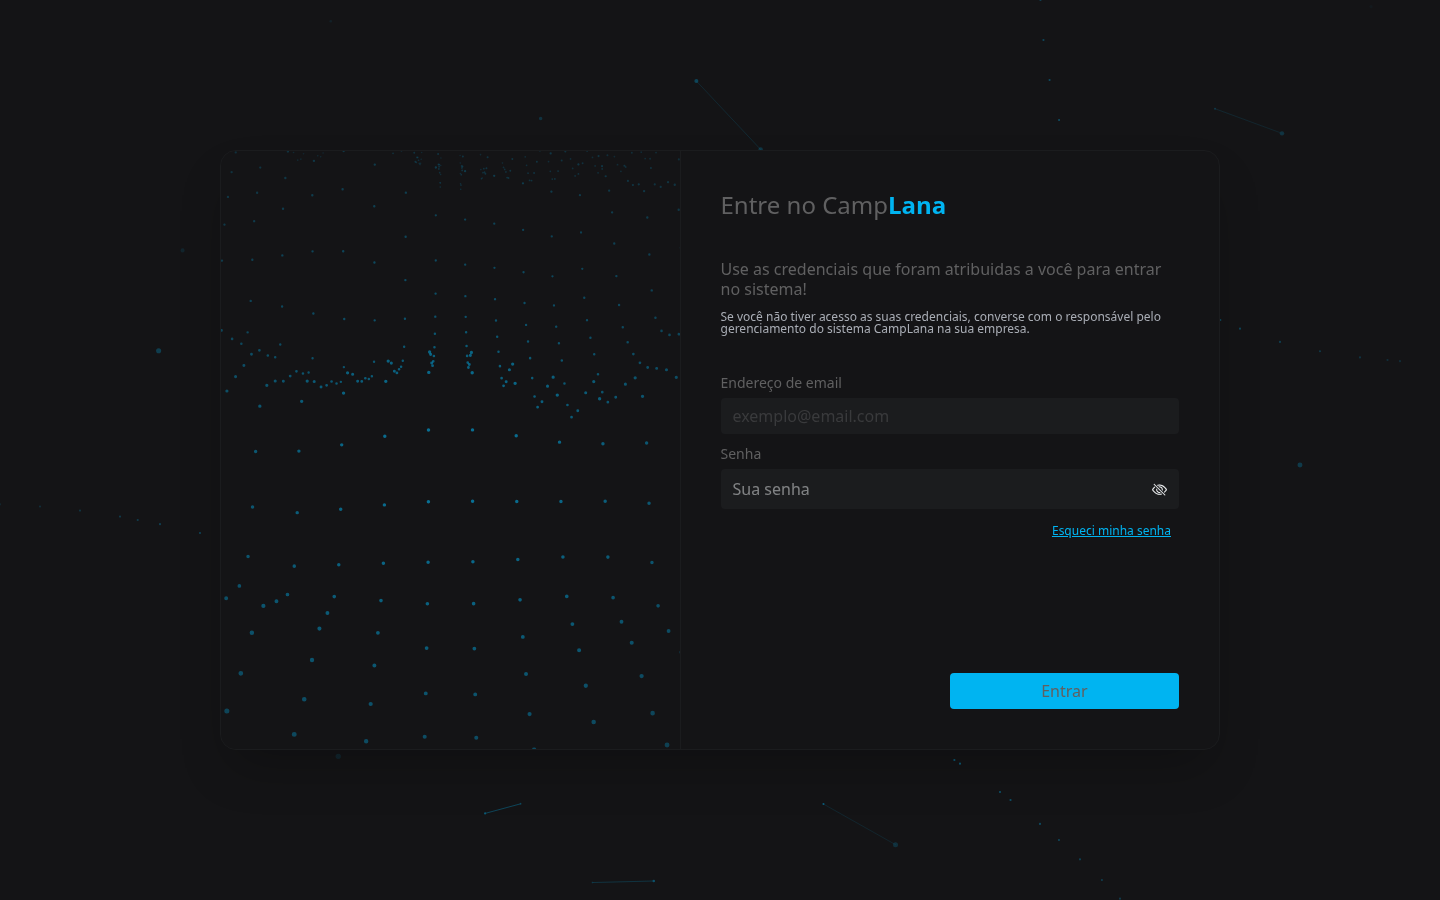 Entre no CampLana
Use as credenciais que foram atribuidas a você para entrar
no sistema!
Se você não tiver acesso as suas credenciais, converse com o responsável pelo
gerenciamento do sistema CampLana na sua empresa.
Endereço de email
exemplo@email.com
Senha
Sua senha
Esqueci minha senha
Entrar